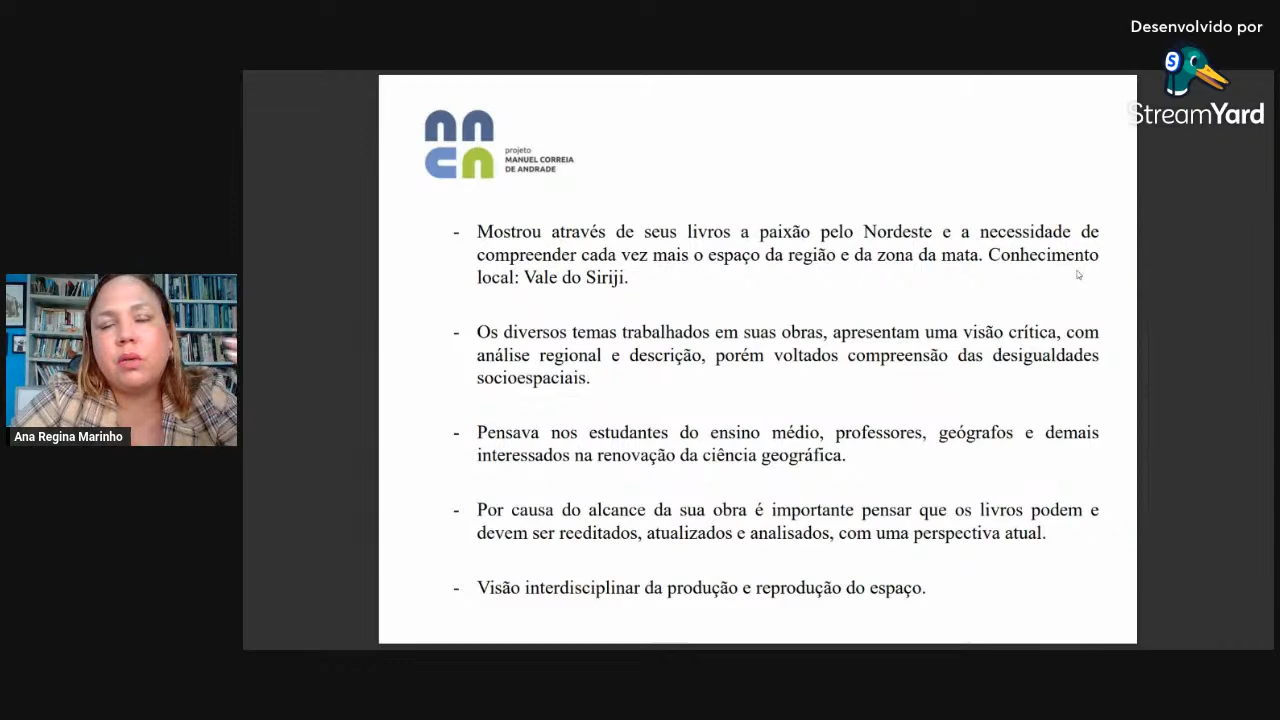 Desenvolvido por
StreamYard
projeto
MANUEL CORREIA
DE ANDRADE
- Mostrou através de seus livros a paixão pelo Nordeste e a necessidade de
compreender cada vez mais o espaço da região e da zona da mata. Conhecimento
local: Vale do Siriji.
- Os diversos temas trabalhados em suas obras, apresentam uma visão crítica, com
análise regional e descrição, porém voltados compreensão das desigualdades
socioespaciais.
- Pensava nos estudantes do ensino médio, professores, geógrafos e demais
interessados na renovação da ciência geográfica.
- Por causa do alcance da sua obra é importante pensar que os livros podem e
devem ser reeditados, atualizados e analisados, com uma perspectiva atual.
- Visão interdisciplinar da produção e reprodução do espaço.
Ana Regina Marinho